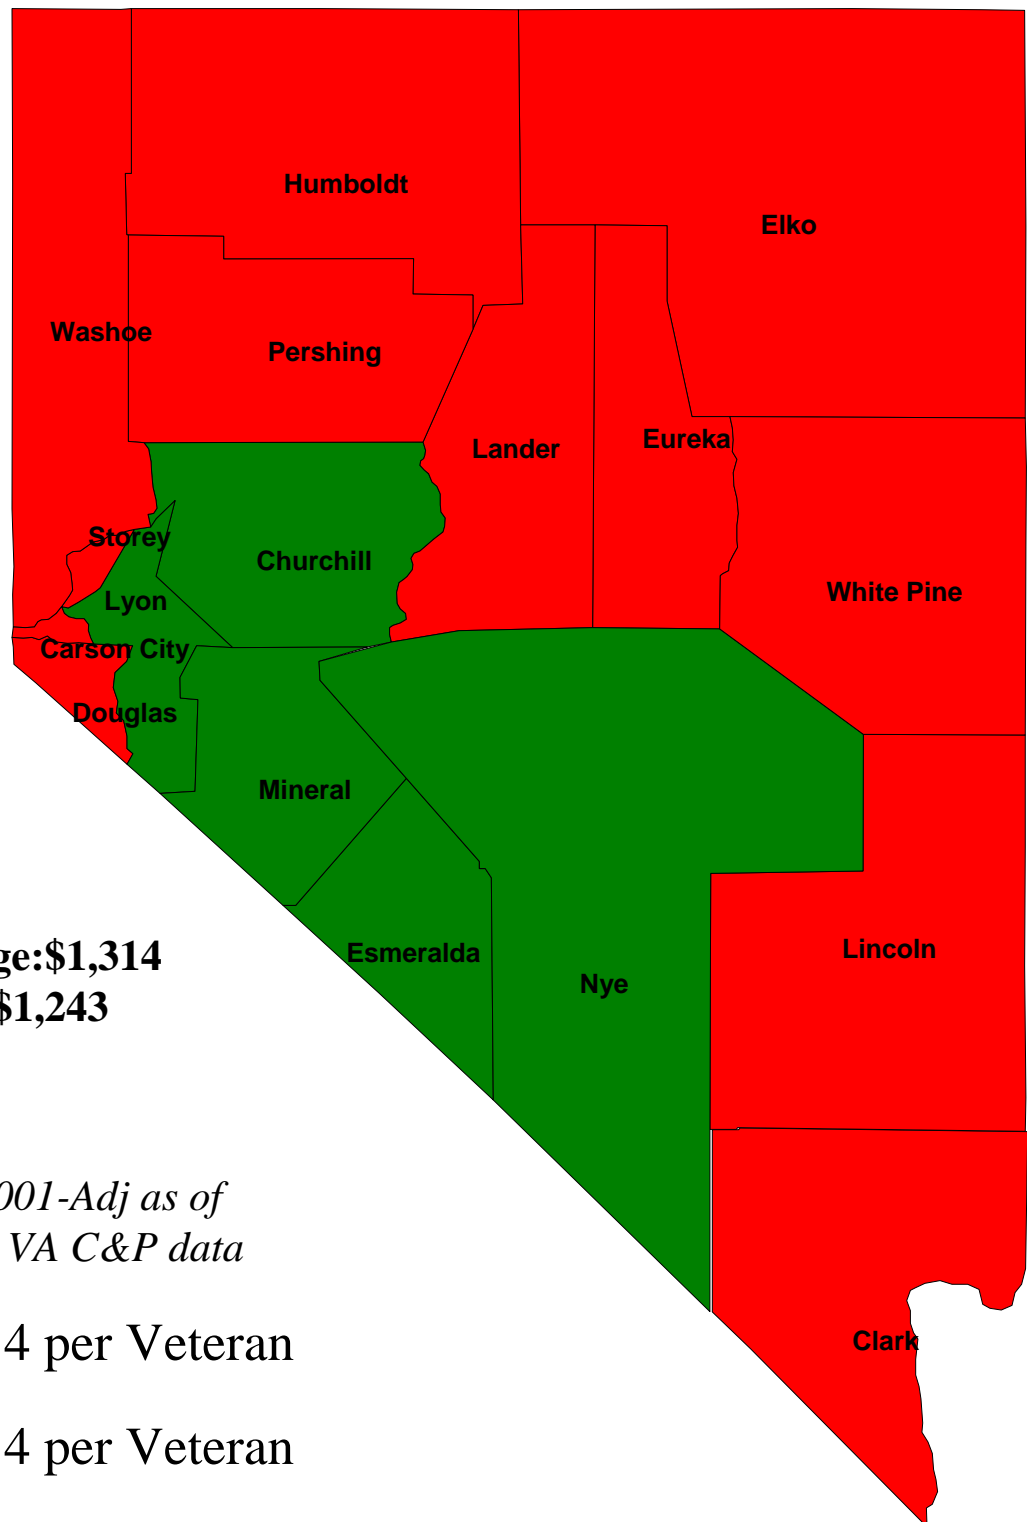 Humboldt
Elko
Washoe
Pershing
Eureka
Lander
Storey
Churchill
White Pine
Lyon
Carson City
Douglas
Mineral
Lincoln
Esmeralda
Nye
ge:$1,314
$1,243
001-Adj as of
VA C&P data
Clark
4 per Veteran
4 per Veteran